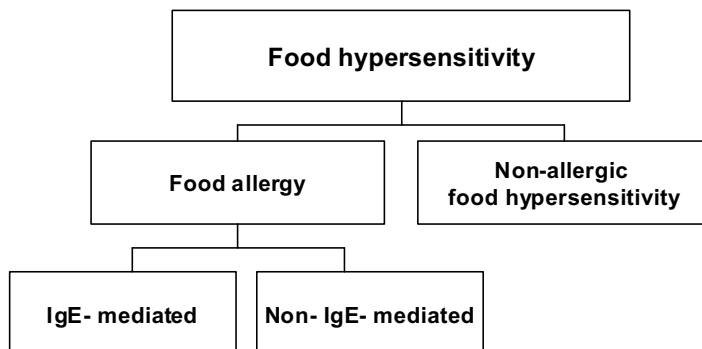 Food hypersensitivity
Food allergy
Non-allergic
food hypersensitivity
IgE- mediated
Non- IgE- mediated